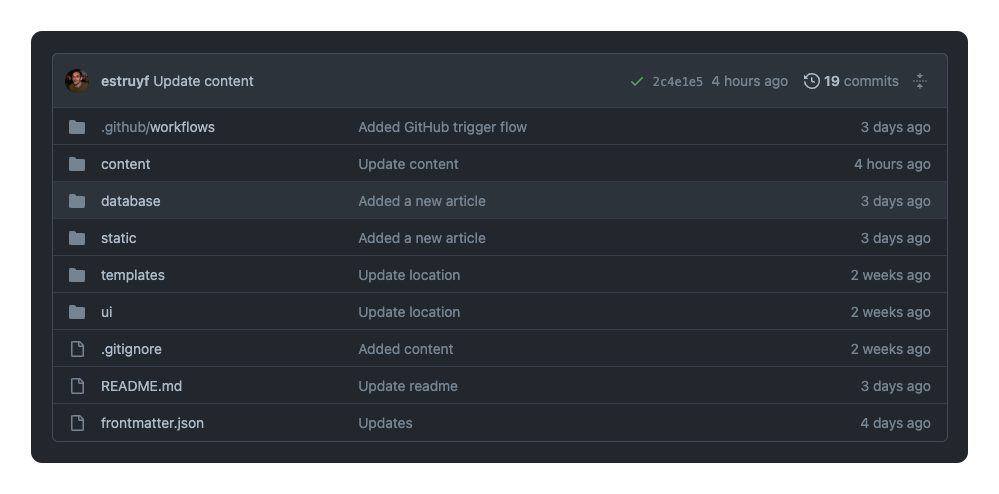 estruyf Update content 2c4e1e5 4 hours ago 19 commits
.github/workflows Added GitHub trigger flow 3 days ago
content Update content 4 hours ago
database Added a new article 3 days ago
static Added a new article 3 days ago
templates Update location 2 weeks ago
ui Update location 2 weeks ago
.gitignore Added content 2 weeks ago
README.md Update readme 3 days ago
frontmatter.json Updates 4 days ago